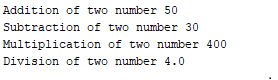 Addition of two number 50
Subtraction of two number 30
Multiplication of two number 400
Division of two number 4.0
.